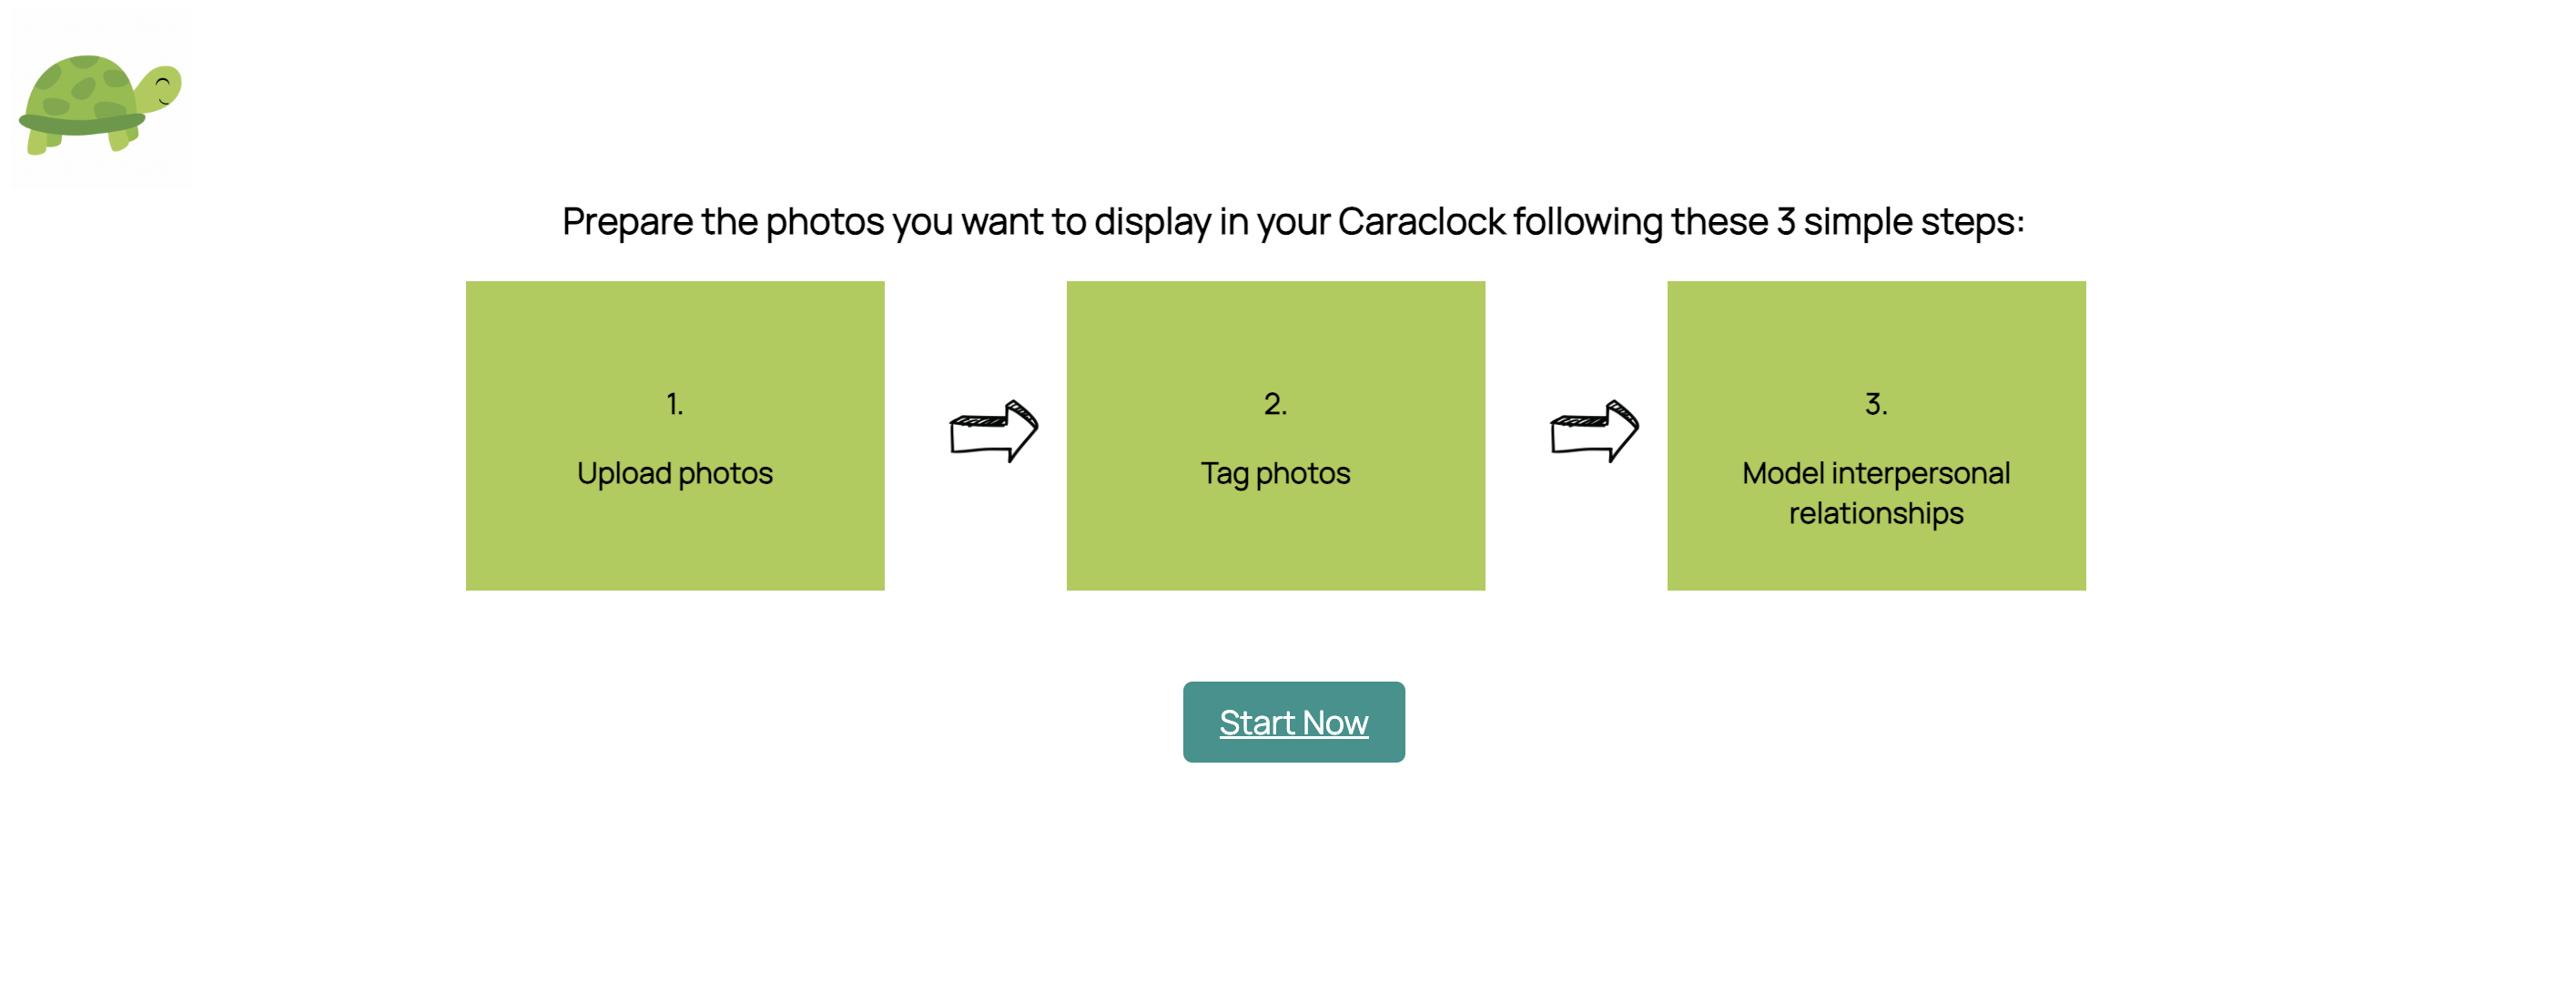 Prepare the photos you want to display in your Caraclock following these 3 simple steps:
1.
Upload photos
2.
Tag photos
3.
Model interpersonal
relationships
Start Now